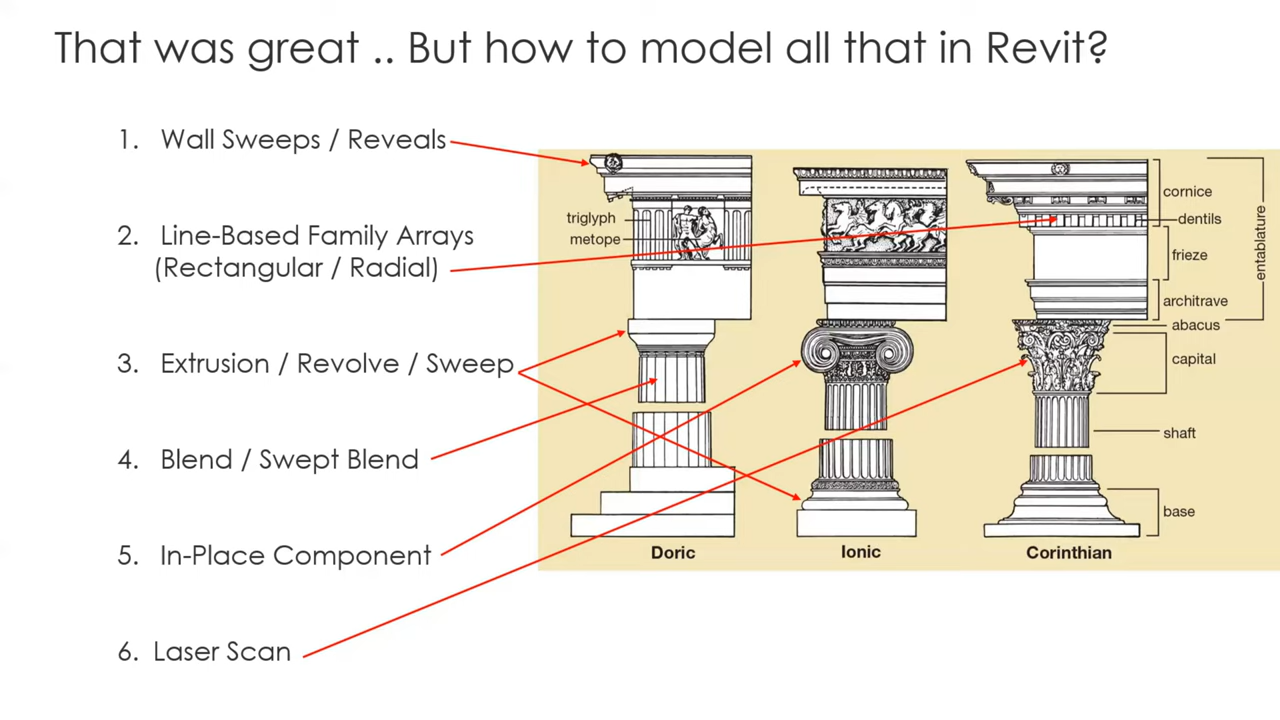 That was great .. But how to model all that in Revit?
1. Wall Sweeps / Reveals
2. Line-Based Family Arrays
(Rectangular / Radial)
3. Extrusion / Revolve / Sweep
4. Blend / Swept Blend
5. In-Place Component
6. Laser Scan
triglyph
metope
cornice
dentils
frieze
architrave
entablature
abacus
capital
shaft
base
Doric
Ionic
Corinthian